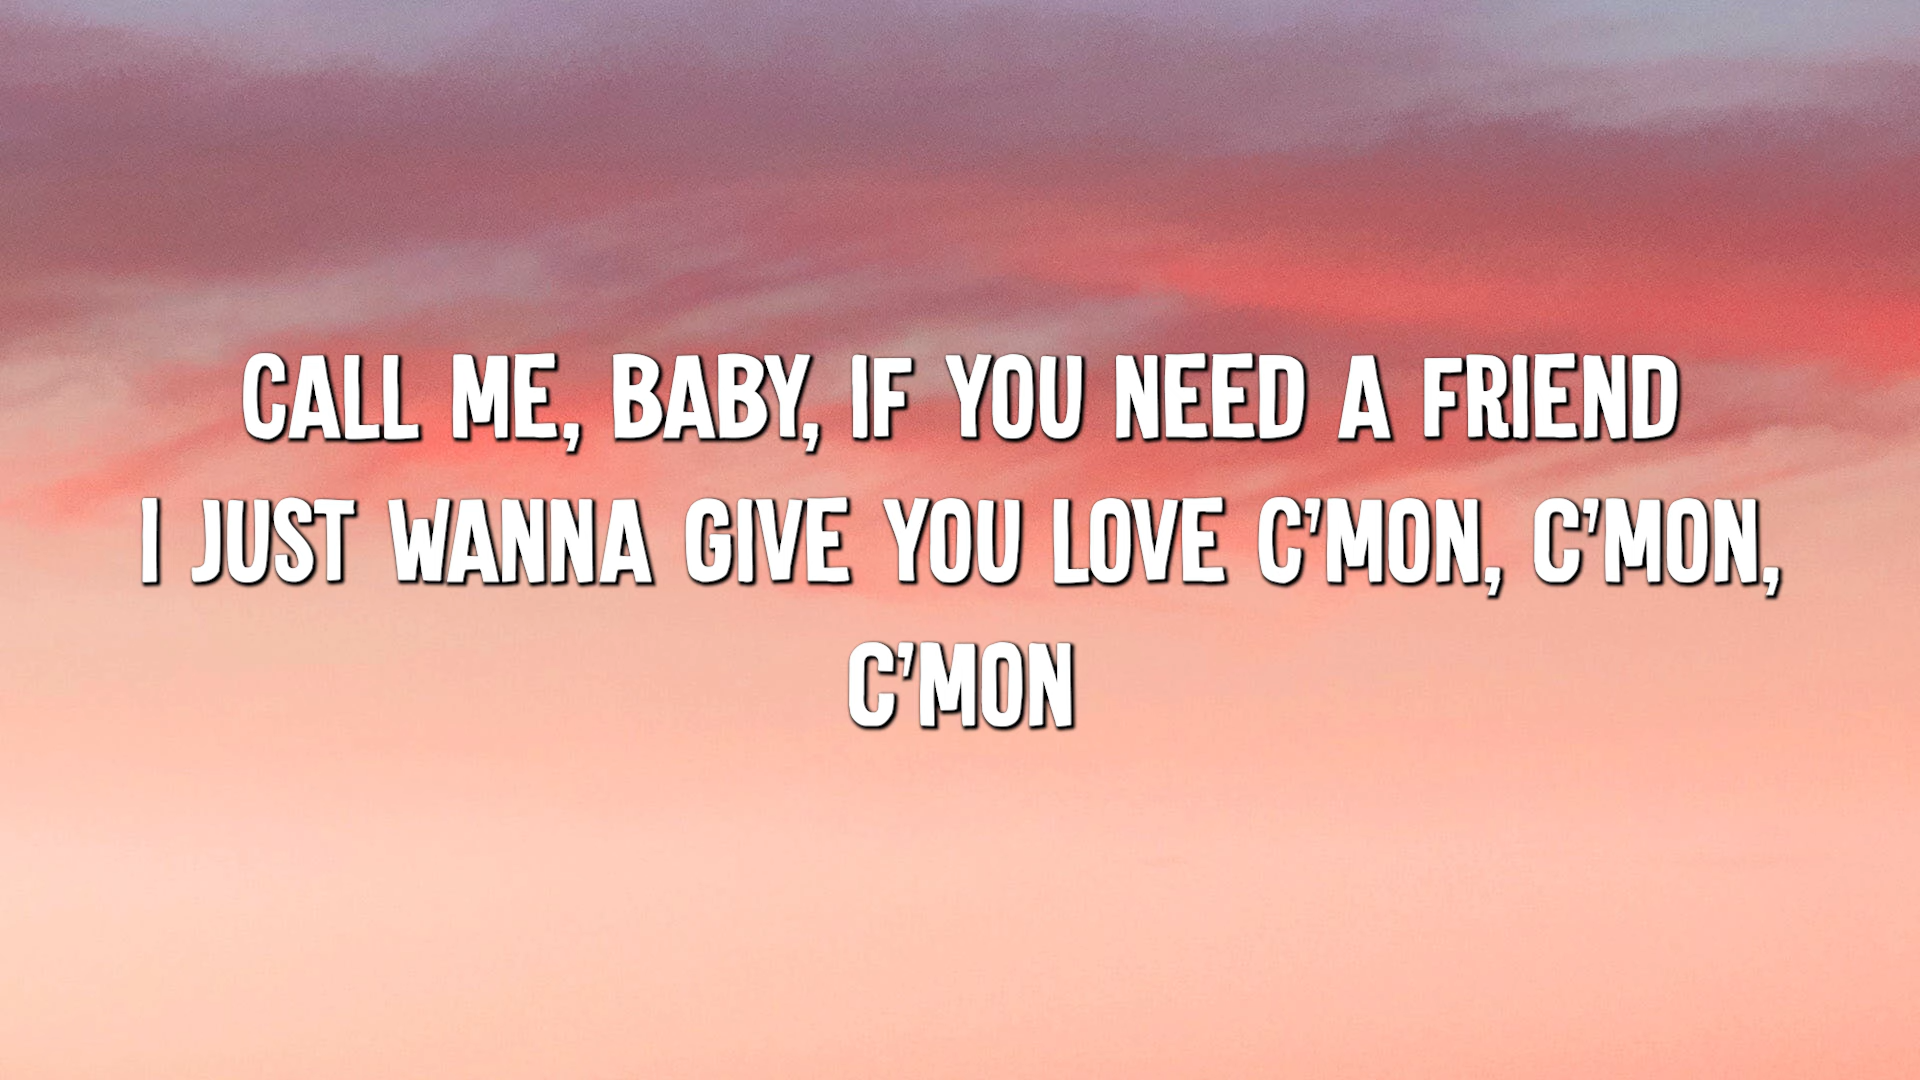 CALL ME, BABY, IF YOU NEED A FRIEND
I JUST WANNA GIVE YOU LOVE C'MON, C'MON,
C'MON